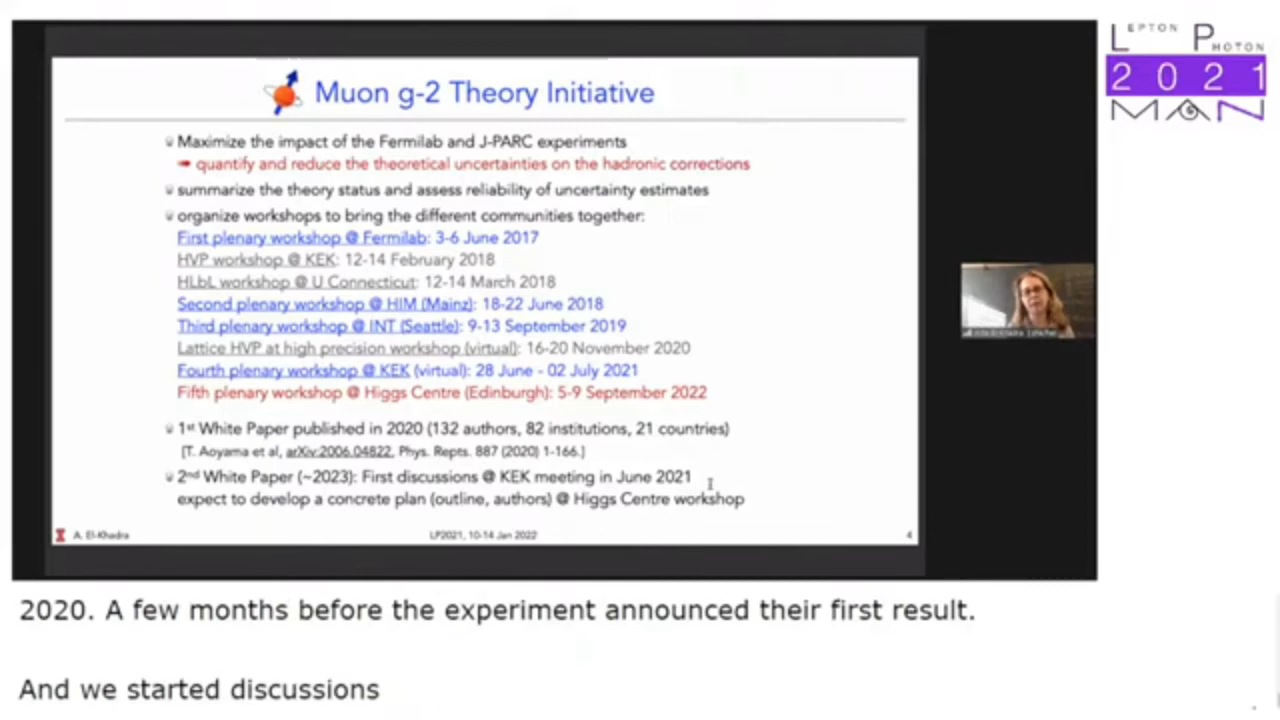 Muon g-2 Theory Initiative
Maximize the impact of the Fermilab and J-PARC experiments
➡ quantify and reduce the theoretical uncertainties on the hadronic corrections
summarize the theory status and assess reliability of uncertainty estimates
organize workshops to bring the different communities together:
First plenary workshop @ Fermilab: 3-6 June 2017
HVP workshop @ KEK: 12-14 February 2018
HLbL workshop @ U Connecticut: 12-14 March 2018
Second plenary workshop @ HIM (Mainz): 18-22 June 2018
Third plenary workshop @ INT (Seattle): 9-13 September 2019
Lattice HVP at high precision workshop (virtual): 16-20 November 2020
Fourth plenary workshop @ KEK (virtual): 28 June - 02 July 2021
Fifth plenary workshop @ Higgs Centre (Edinburgh): 5-9 September 2022
1st White Paper published in 2020 (132 authors, 82 institutions, 21 countries)
[T. Aoyama et al, arXiv:2006.04822, Phys. Repts. 887 (2020) 1-166.]
2nd White Paper (~2023): First discussions @ KEK meeting in June 2021
expect to develop a concrete plan (outline, authors) @ Higgs Centre workshop
A. El-Khadra
LP2021, 10-14 Jan 2022
4
LEPTON PHOTON
2021
MAN
2020. A few months before the experiment announced their first result.
And we started discussions